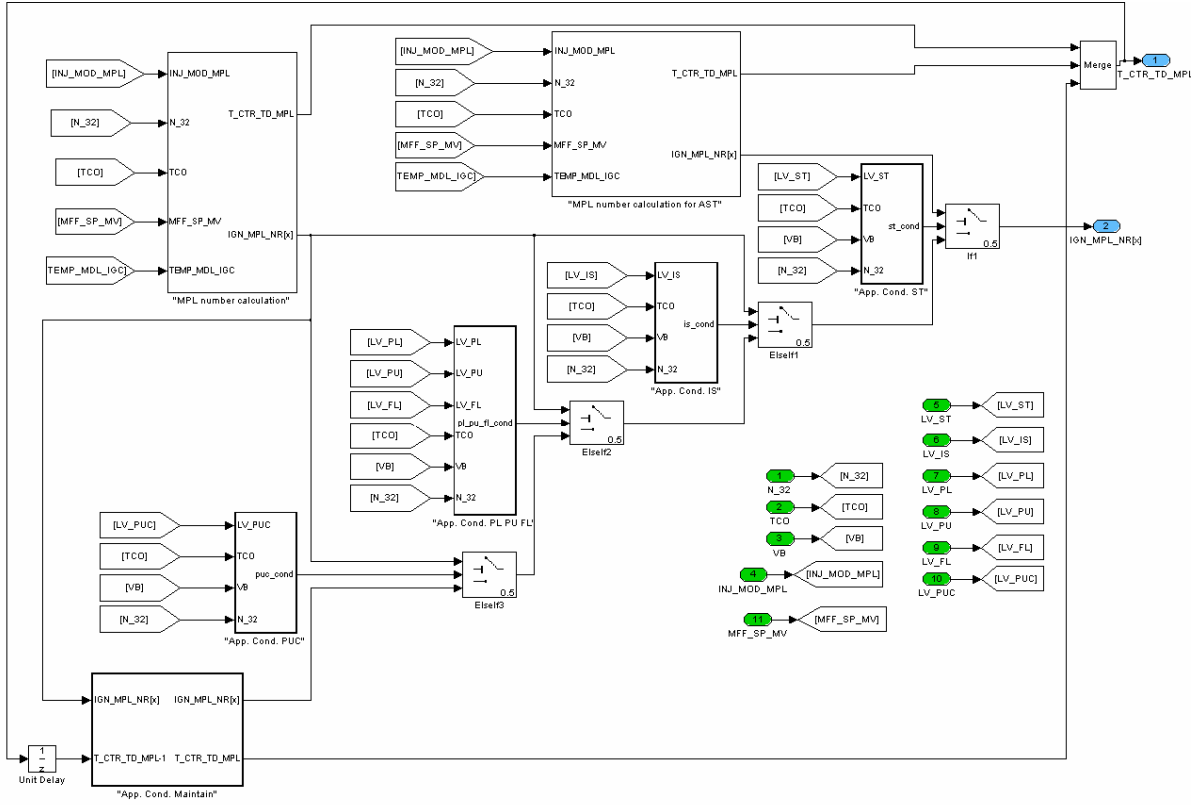 [INJ_MOD_MPL]
INJ_MOD_MPL
[N_32]
N_32
T_CTR_TD_MPL
[TCO]
TCO
[MFF_SP_MV]
MFF_SP_MV
IGN_MPL_NR[x]
TEMP_MDL_IGC]
TEMP_MDL_IGC
"MPL number calculation"
[INJ_MOD_MPL]
INJ_MOD_MPL
[N_32]
N_32
T_CTR_TD_MPL
[TCO]
TCO
[MFF_SP_MV]
MFF_SP_MV
IGN_MPL_NR[x]
TEMP_MDL_IGC]
TEMP_MDL_IGC
"MPL number calculation for AST"
Merge
1
T_CTR_TD_MPL
[LV_ST]
LV_ST
[TCO]
TCO
st_cond
[VB]
VB
[N_32]
N_32
"App. Cond. ST"
0.5
If1
2
IGN_MPL_NR[x]
[LV_IS]
LV_IS
[TCO]
TCO
is_cond
[VB]
VB
[N_32]
N_32
"App. Cond. IS"
0.5
ElseIf1
[LV_PL]
LV_PL
[LV_PU]
LV_PU
[LV_FL]
LV_FL
pl_pu_fl_cond
[TCO]
TCO
[VB]
VB
[N_32]
N_32
"App. Cond. PL PU FL"
0.5
ElseIf2
[LV_PUC]
LV_PUC
[TCO]
TCO
puc_cond
[VB]
VB
[N_32]
N_32
"App. Cond. PUC"
0.5
ElseIf3
1
N_32
[N_32]
2
TCO
[TCO]
3
VB
[VB]
4
INJ_MOD_MPL
[INJ_MOD_MPL]
11
MFF_SP_MV
[MFF_SP_MV]
5
LV_ST
[LV_ST]
6
LV_IS
[LV_IS]
7
LV_PL
[LV_PL]
8
LV_PU
[LV_PU]
9
LV_FL
[LV_FL]
10
LV_PUC
[LV_PUC]
IGN_MPL_NR[x]
IGN_MPL_NR[x]
T_CTR_TD_MPL-1
T_CTR_TD_MPL
"App. Cond. Maintain"
1
z
Unit Delay